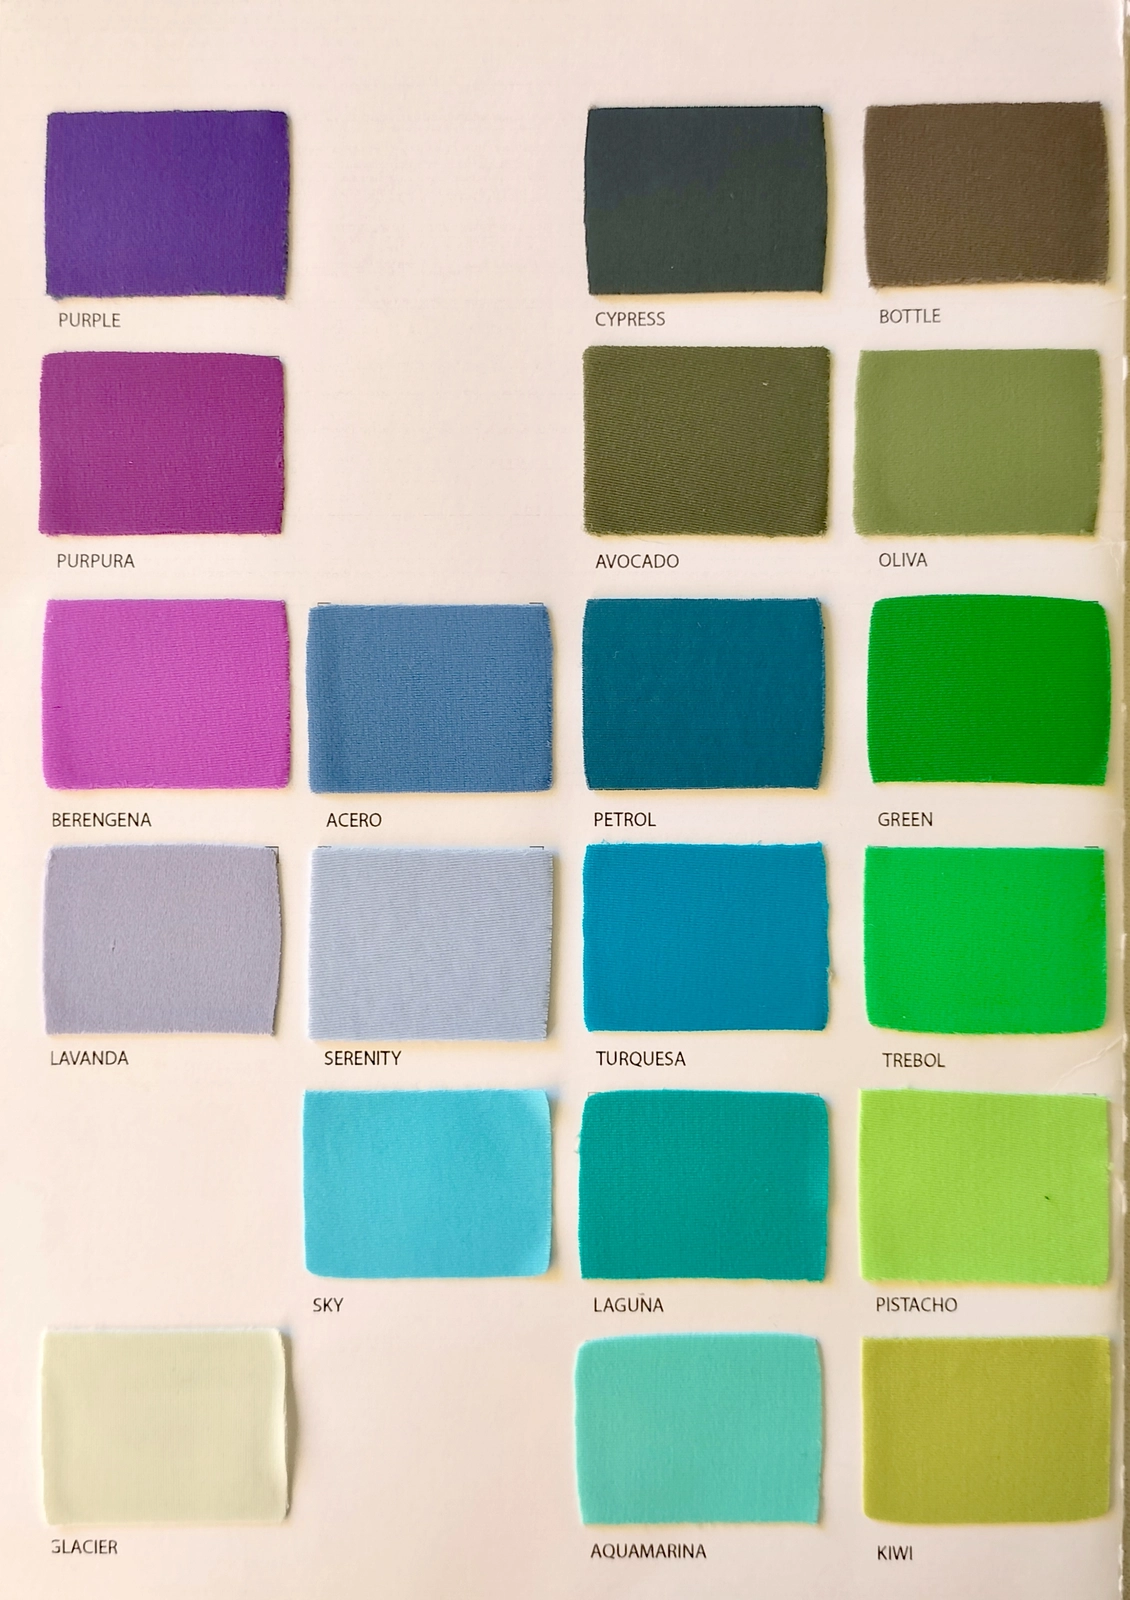 PURPLE
CYPRESS
BOTTLE
PURPURA
AVOCADO
OLIVA
BERENGENA
ACERO
PETROL
GREEN
LAVANDA
SERENITY
TURQUESA
TREBOL
SKY
LAGUÑA
PISTACHO
GLACIER
AQUAMARINA
KIWI